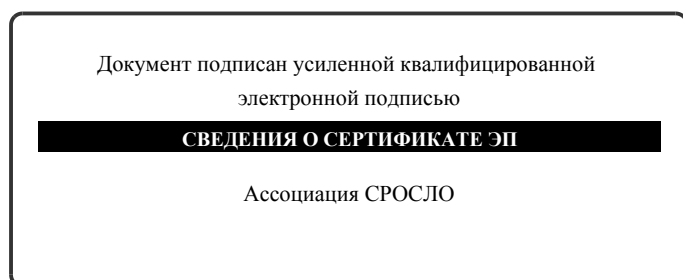 Документ подписан усиленной квалифицированной
электронной подписью
СВЕДЕНИЯ О СЕРТИФИКАТЕ ЭП
Ассоциация СРОСЛО